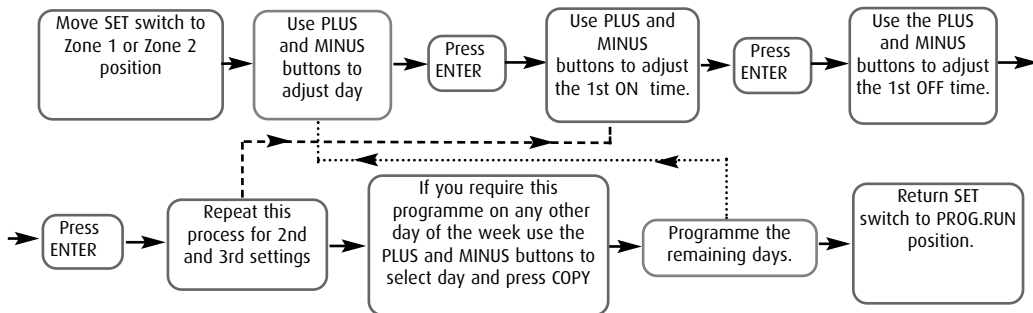 Move SET switch to
Zone 1 or Zone 2
position
Use PLUS
and MINUS
buttons to
adjust day
Press
ENTER
Use PLUS and
MINUS
buttons to adjust
the 1st ON time.
Press
ENTER
Use the PLUS
and MINUS
buttons to adjust
the 1st OFF time.
Press
ENTER
Repeat this
process for 2nd
and 3rd settings
If you require this
programme on any other
day of the week use the
PLUS and MINUS buttons to
select day and press COPY
Programme the
remaining days.
Return SET
switch to PROG.RUN
position.